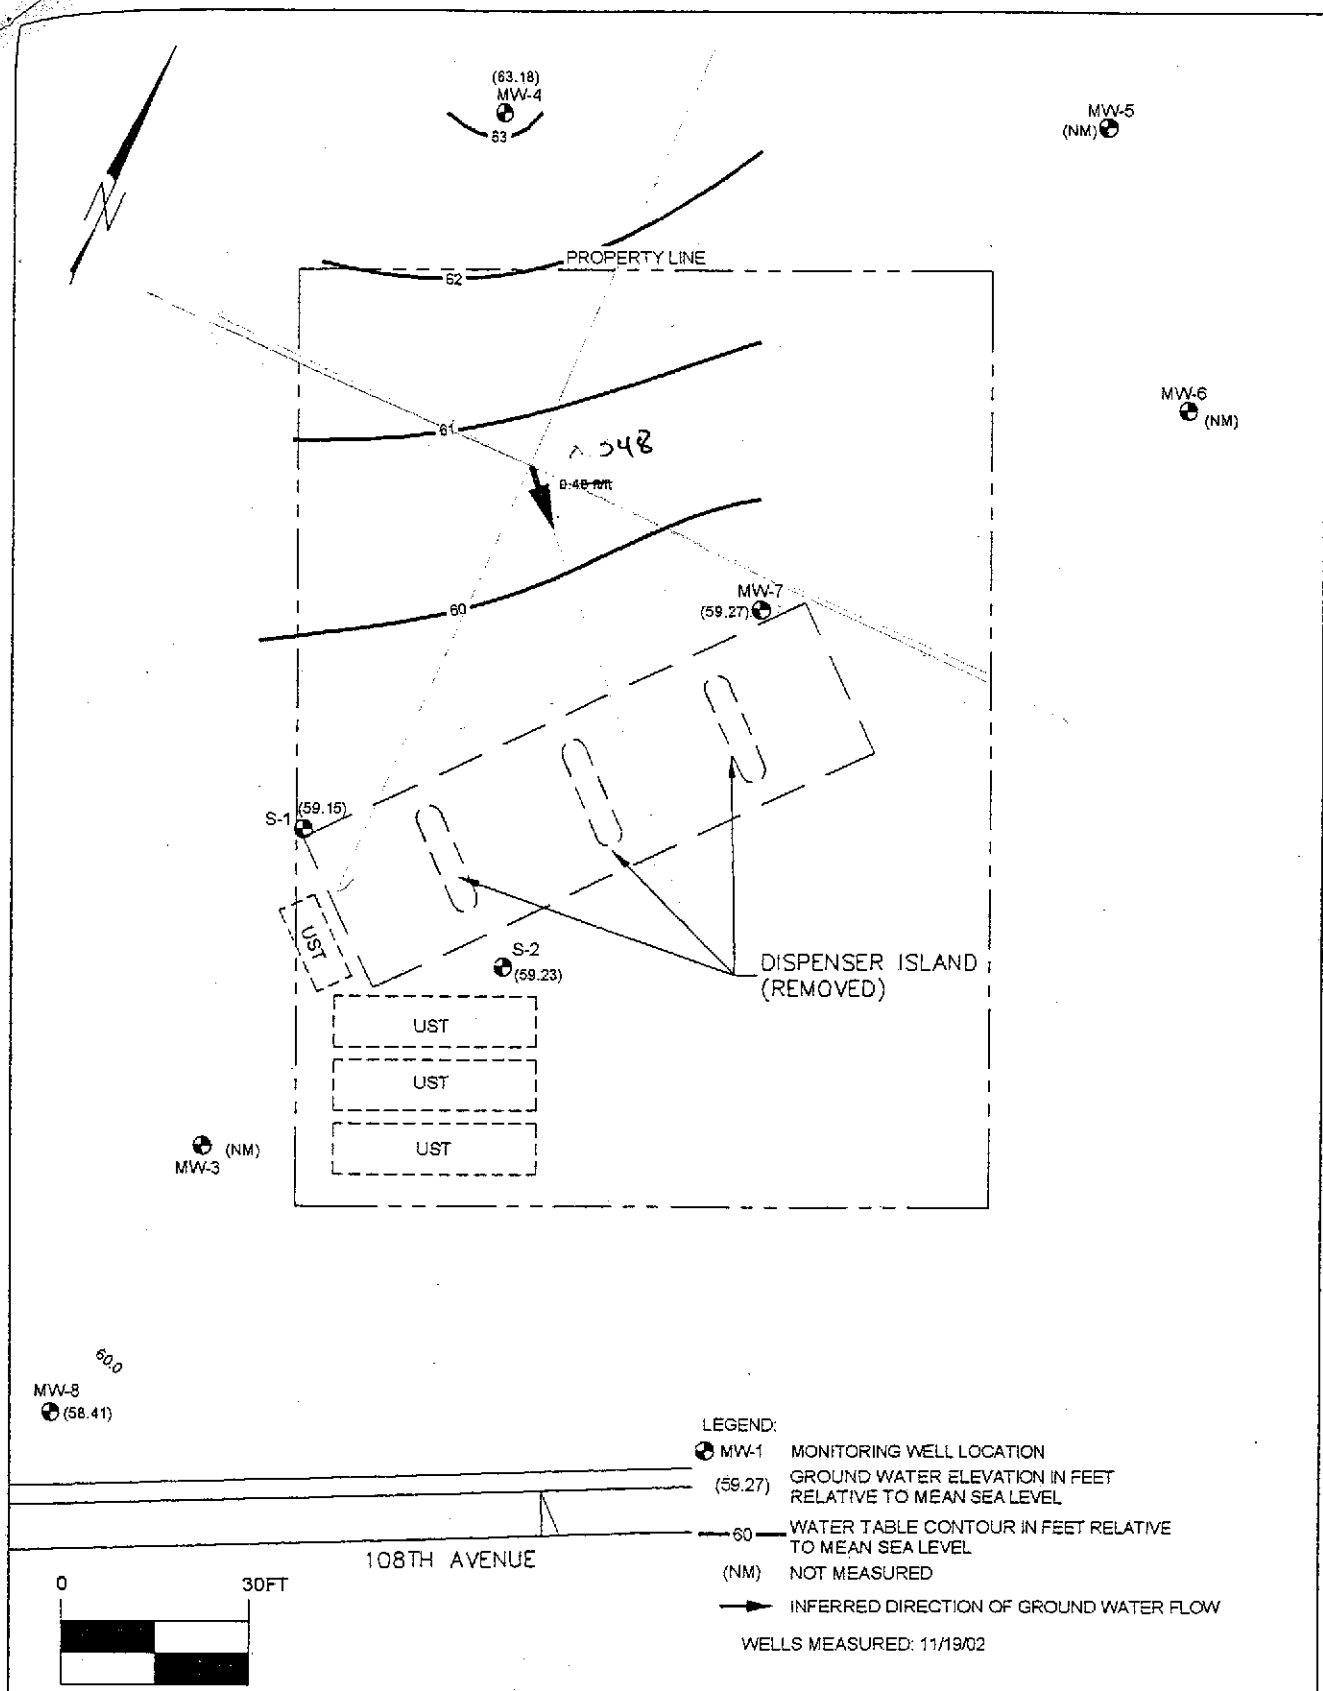 (63.18)
MW-4
63
MW-5
(NM)
PROPERTY LINE
62
MW-6
(NM)
61
0.48 ft/ft
60
MW-7
(59.27)
S-1 (59.15)
UST
S-2
(59.23)
DISPENSER ISLAND
(REMOVED)
UST
UST
UST
(NM)
MW-3
60.0
MW-8
(58.41)
LEGEND:
MW-1 MONITORING WELL LOCATION
(59.27) GROUND WATER ELEVATION IN FEET
RELATIVE TO MEAN SEA LEVEL
60 WATER TABLE CONTOUR IN FEET RELATIVE
TO MEAN SEA LEVEL
(NM) NOT MEASURED
INFERRED DIRECTION OF GROUND WATER FLOW
WELLS MEASURED: 11/19/02
108TH AVENUE
0 30FT
N